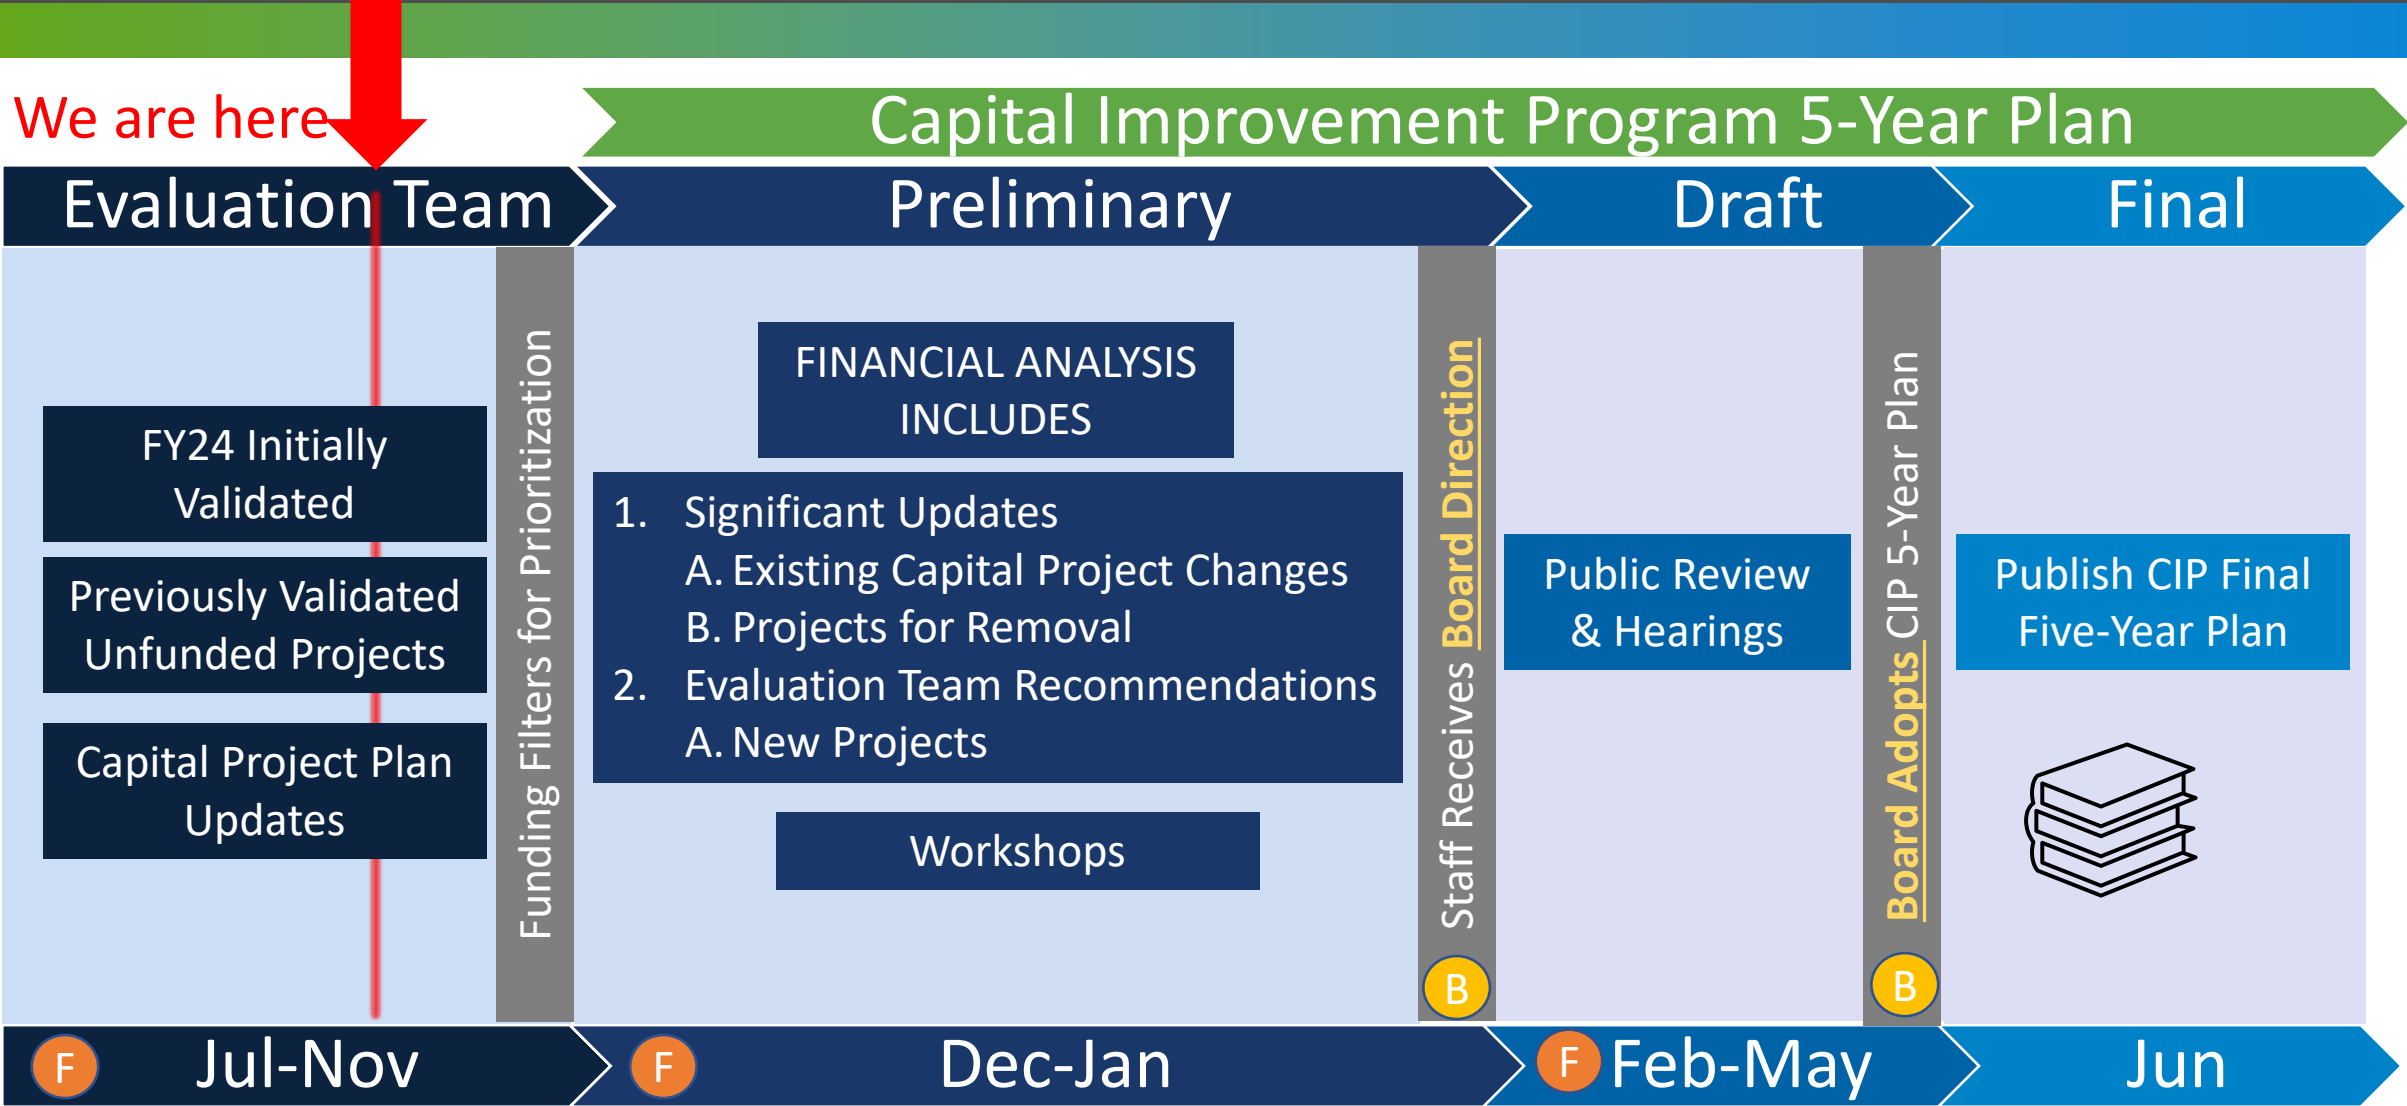 We are here
Capital Improvement Program 5-Year Plan
Evaluation Team
Preliminary
Draft
Final
FY24 Initially
Validated
Previously Validated
Unfunded Projects
Capital Project Plan
Updates
Funding Filters for Prioritization
FINANCIAL ANALYSIS
INCLUDES
1. Significant Updates
A. Existing Capital Project Changes
B. Projects for Removal
2. Evaluation Team Recommendations
A. New Projects
Workshops
Staff Receives Board Direction
B
Public Review
& Hearings
Board Adopts CIP 5-Year Plan
B
Publish CIP Final
Five-Year Plan
F
Jul-Nov
F
Dec-Jan
F
Feb-May
Jun